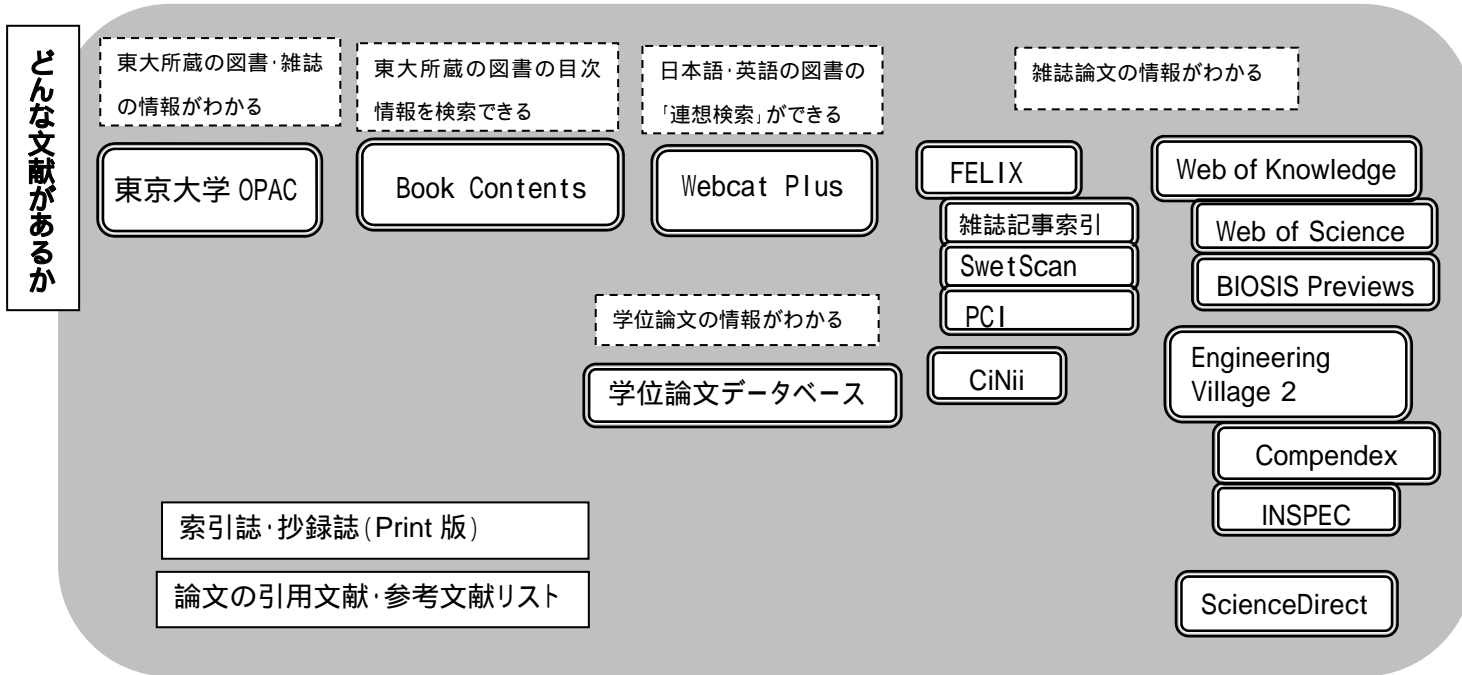 どんな文献があるか
東大所蔵の図書・雑誌
の情報がわかる
東京大学 OPAC
東大所蔵の図書の目次
情報を検索できる
Book Contents
日本語・英語の図書の
「連想検索」ができる
Webcat Plus
学位論文の情報がわかる
学位論文データベース
雑誌論文の情報がわかる
FELIX
雑誌記事索引
SwetScan
PCI
CiNii
Web of Knowledge
Web of Science
BIOSIS Previews
Engineering
Village 2
Compendex
INSPEC
ScienceDirect
索引誌・抄録誌(Print 版)
論文の引用文献・参考文献リスト